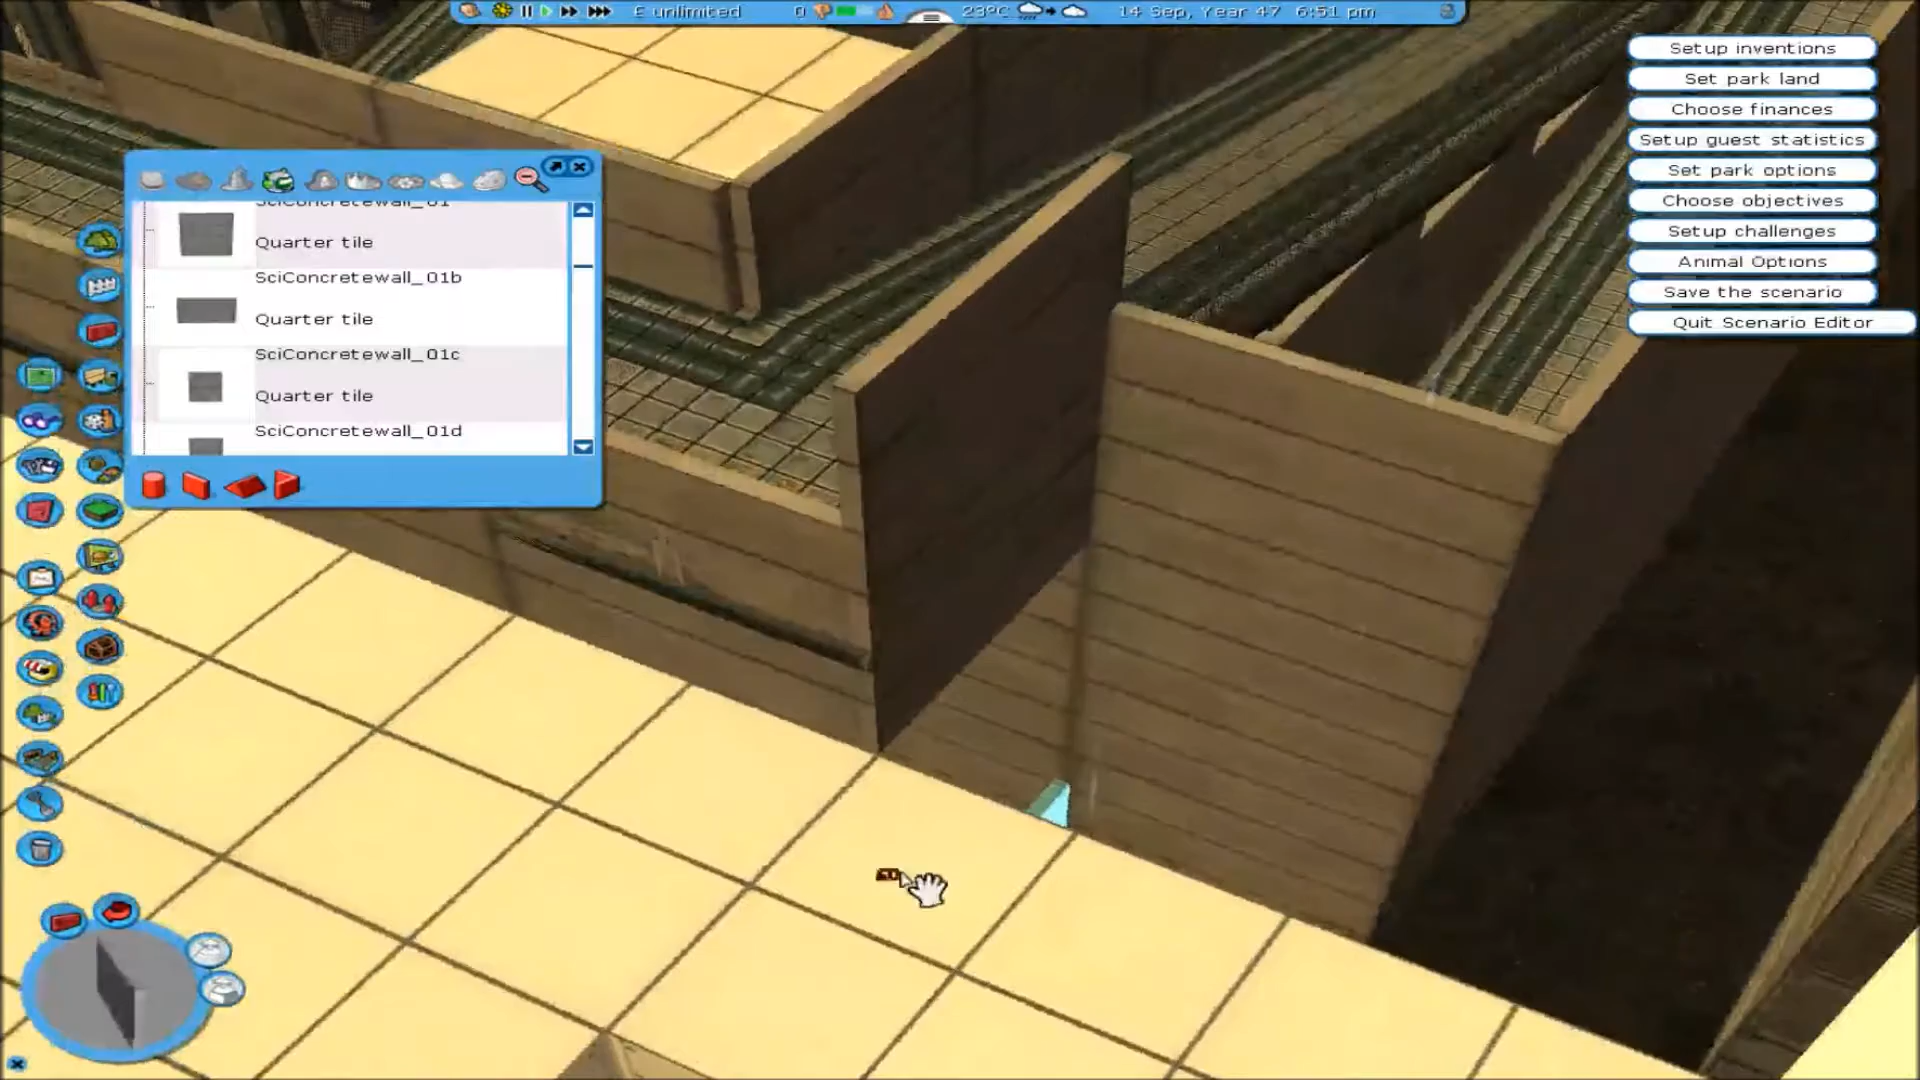 £ unlimited 0 23°C 14 Sep, Year 47 6:51 pm
Setup inventions
Set park land
Choose finances
Setup guest statistics
Set park options
Choose objectives
Setup challenges
Animal Options
Save the scenario
Quit Scenario Editor
SciConcretewall_01
Quarter tile
SciConcretewall_01b
Quarter tile
SciConcretewall_01c
Quarter tile
SciConcretewall_01d